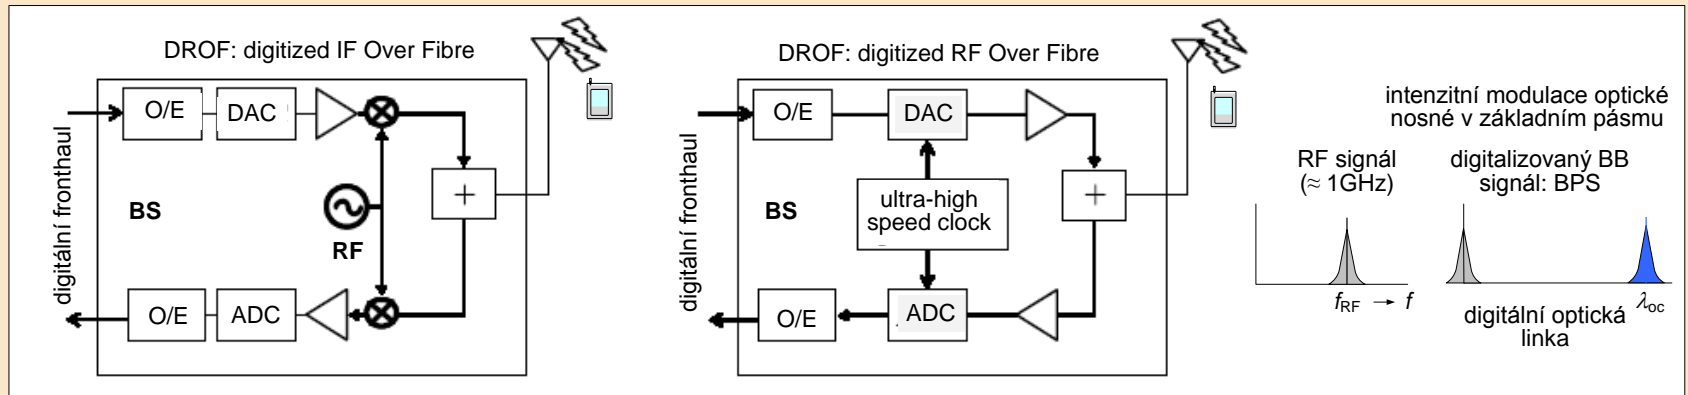 DROF: digitized IF Over Fibre
digitální fronthaul
O/E
DAC
BS
RF
+
O/E
ADC
DROF: digitized RF Over Fibre
digitální fronthaul
O/E
DAC
BS
ultra-high
speed clock
+
O/E
ADC
intenzitní modulace optické
nosné v základním pásmu
RF signál
(≈ 1GHz)
digitalizovaný BB
signál: BPS
fRF → f
λoc
digitální optická
linka